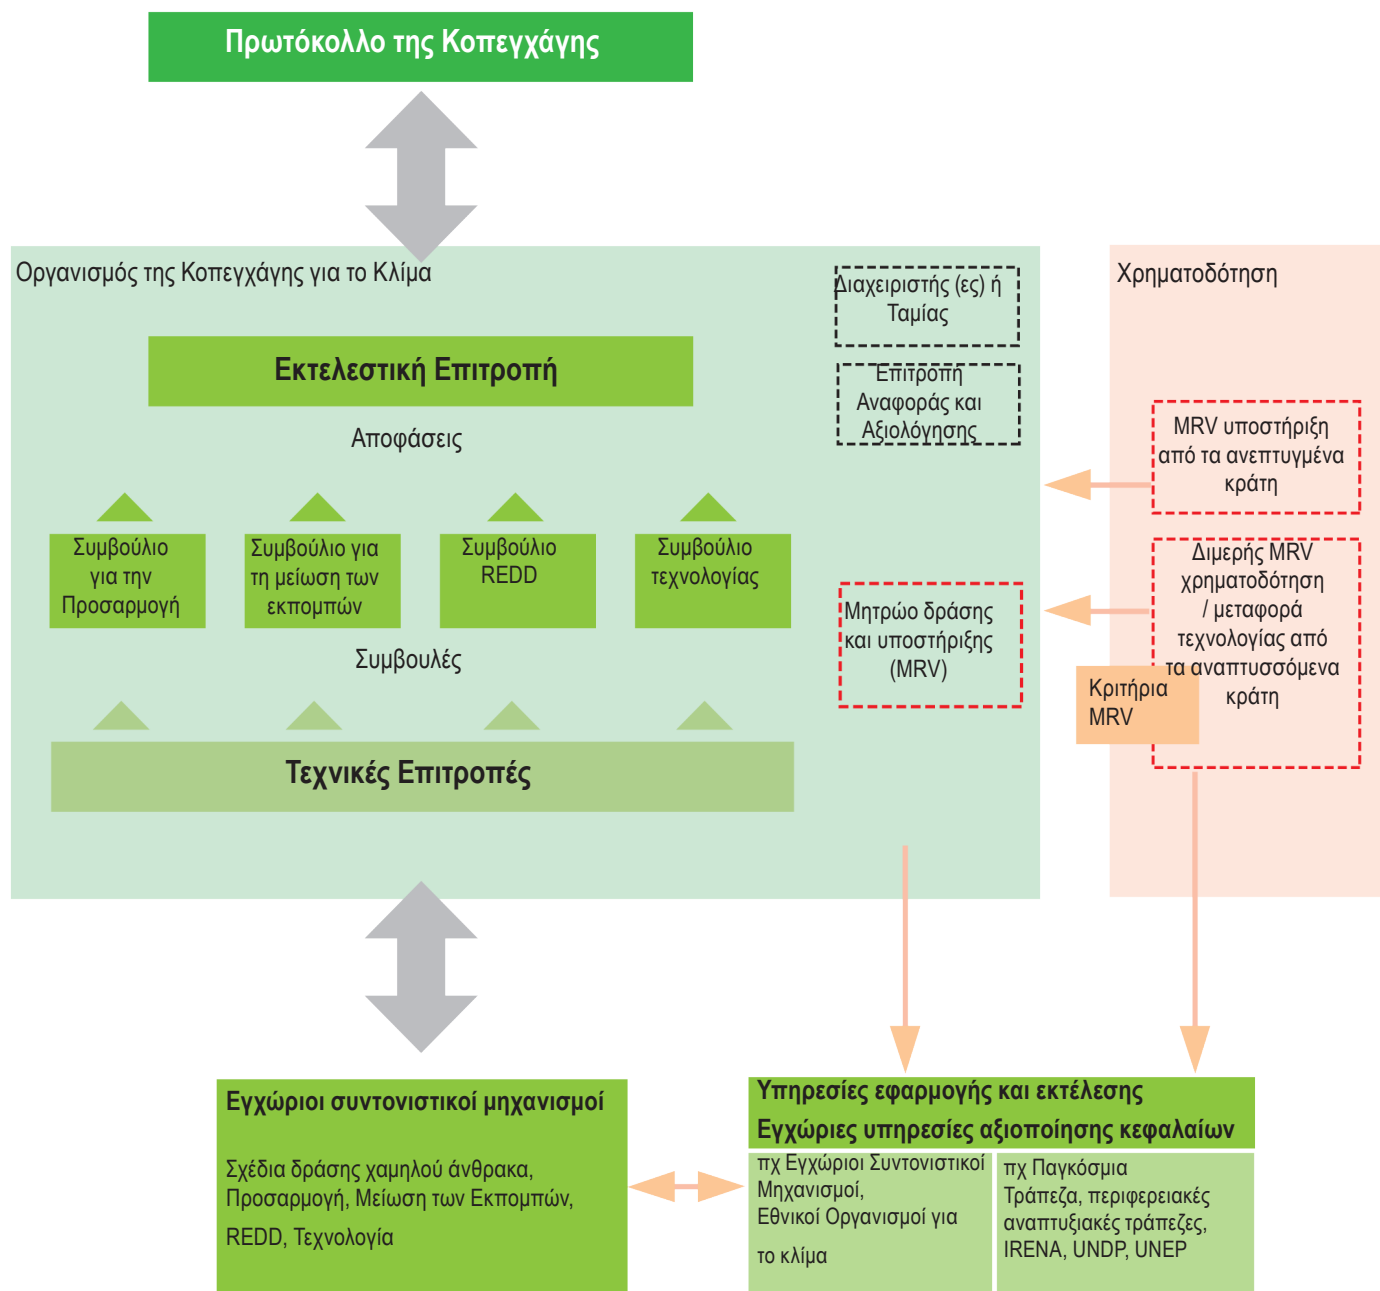 Πρωτόκολλο της Κοπεγχάγης
Οργανισμός της Κοπεγχάγης για το Κλίμα
Εκτελεστική Επιτροπή
Αποφάσεις
Συμβούλιο
για την
Προσαρμογή
Συμβούλιο για
τη μείωση των
εκπομπών
Συμβούλιο
REDD
Συμβούλιο
τεχνολογίας
Συμβουλές
Τεχνικές Επιτροπές
Διαχειριστής (ες) ή
Ταμίας
Επιτροπή
Αναφοράς και
Αξιολόγησης
Μητρώο δράσης
και υποστήριξης
(MRV)
Χρηματοδότηση
MRV υποστήριξη
από τα ανεπτυγμένα
κράτη
Διμερής MRV
χρηματοδότηση
/ μεταφορά
τεχνολογίας από
τα αναπτυσσόμενα
κράτη
Κριτήρια
MRV
Εγχώριοι συντονιστικοί μηχανισμοί
Σχέδια δράσης χαμηλού άνθρακα,
Προσαρμογή, Μείωση των Εκπομπών,
REDD, Τεχνολογία
Υπηρεσίες εφαρμογής και εκτέλεσης
Εγχώριες υπηρεσίες αξιοποίησης κεφαλαίων
πχ Εγχώριοι Συντονιστικοί
Μηχανισμοί,
Εθνικοί Οργανισμοί για
το κλίμα
πχ Παγκόσμια
Τράπεζα, περιφερειακές
αναπτυξιακές τράπεζες,
IRENA, UNDP, UNEP